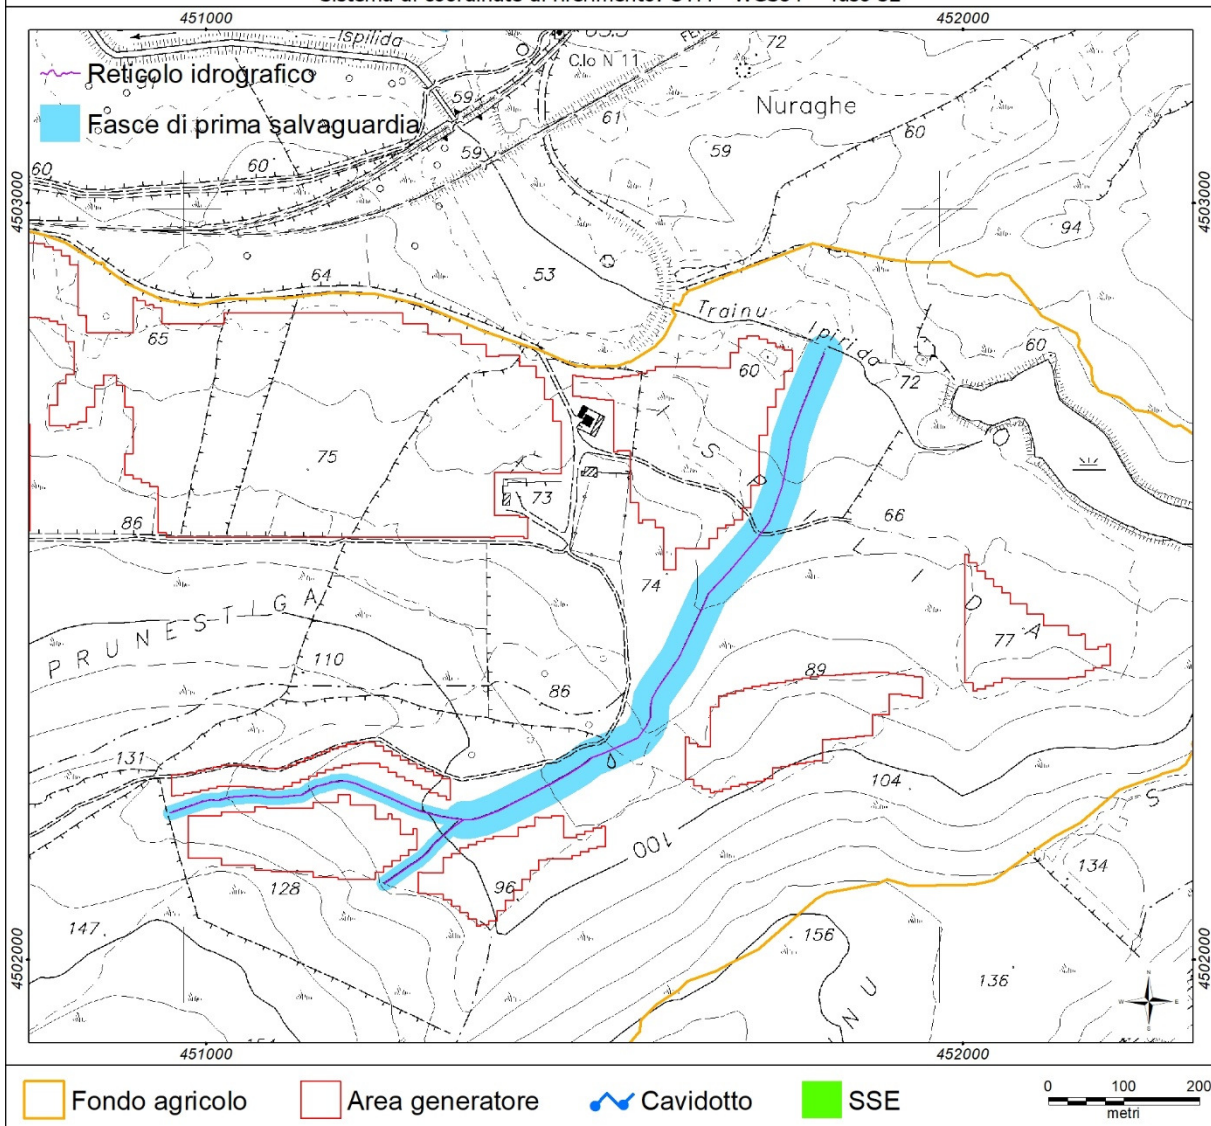 451000 452000
Ispilida
72
Reticolo idrografico
C.lo N 11
59
Nuraghe
Fasce di prima salvaguardia
61
60
59
59
60 60
4503000 4503000
94
53
64
Trainu
Ipirida
65
60
60
72
75
73
86
66
74
ISPILIDA
77
PRUNESTIGA
110
89
86
131
104
100
134
128
96
147
156
136
N U
S
4502000 4502000
451000 452000
Fondo agricolo Area generatore Cavidotto SSE
0 100 200
metri